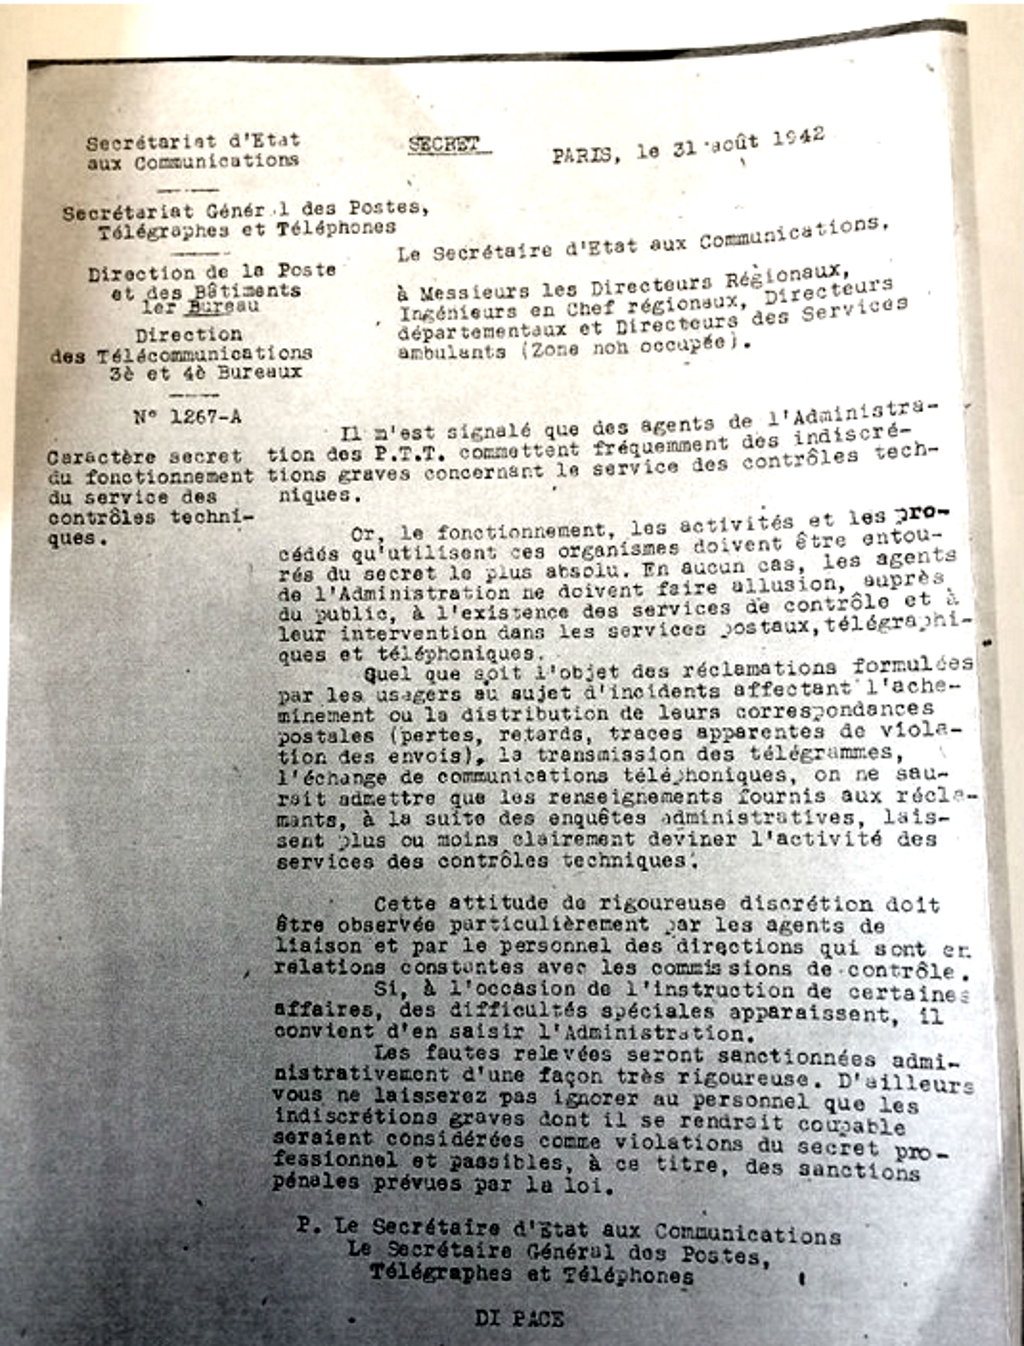 Secrétariat d'Etat
aux Communications
SECRET
PARIS, le 31 août 1942
Secrétariat Général des Postes,
Télégraphes et Téléphones
Direction de la Poste
et des Bâtiments
1er Bureau
Direction
des Télécommunications
3è et 4è Bureaux
N° 1267-A
Caractère secret
du fonctionnement
du service des
contrôles techni-
ques.
Le Secrétaire d'Etat aux Communications,
à Messieurs les Directeurs Régionaux,
Ingénieurs en Chef régionaux, Directeurs
départementaux et Directeurs des Services
ambulants (Zone non occupée).
Il m'est signalé que des agents de l'Administra-
tion des P.T.T. commettent fréquemment des indiscré-
tions graves concernant le service des contrôles tech-
niques.
Or, le fonctionnement, les activités et les pro-
cédés qu'utilisent ces organismes doivent être entou-
rés du secret le plus absolu. En aucun cas, les agents
de l'Administration ne doivent faire allusion, auprès
du public, à l'existence des services de contrôle et à
leur intervention dans les services postaux, télégraphi-
ques et téléphoniques.
Quel que soit l'objet des réclamations formulées
par les usagers au sujet d'incidents affectant l'ache-
minement ou la distribution de leurs correspondances
postales (pertes, retards, traces apparentes de viola-
tion des envois), la transmission des télégrammes,
l'échange de communications téléphoniques, on ne sau-
rait admettre que les renseignements fournis aux récla-
mants, à la suite des enquêtes administratives, lais-
sent plus ou moins clairement deviner l'activité des
services des contrôles techniques.
Cette attitude de rigoureuse discrétion doit
être observée particulièrement par les agents de
liaison et par le personnel des directions qui sont en
relations constantes avec les commissions de contrôle.
Si, à l'occasion de l'instruction de certaines
affaires, des difficultés spéciales apparaissent, il
convient d'en saisir l'Administration.
Les fautes relevées seront sanctionnées admi-
nistrativement d'une façon très rigoureuse. D'ailleurs
vous ne laisserez pas ignorer au personnel que les
indiscrétions graves dont il se rendrait coupable
seraient considérées comme violations du secret pro-
fessionnel et passibles, à ce titre, des sanctions
pénales prévues par la loi.
P. Le Secrétaire d'Etat aux Communications
Le Secrétaire Général des Postes,
Télégraphes et Téléphones
DI PACE